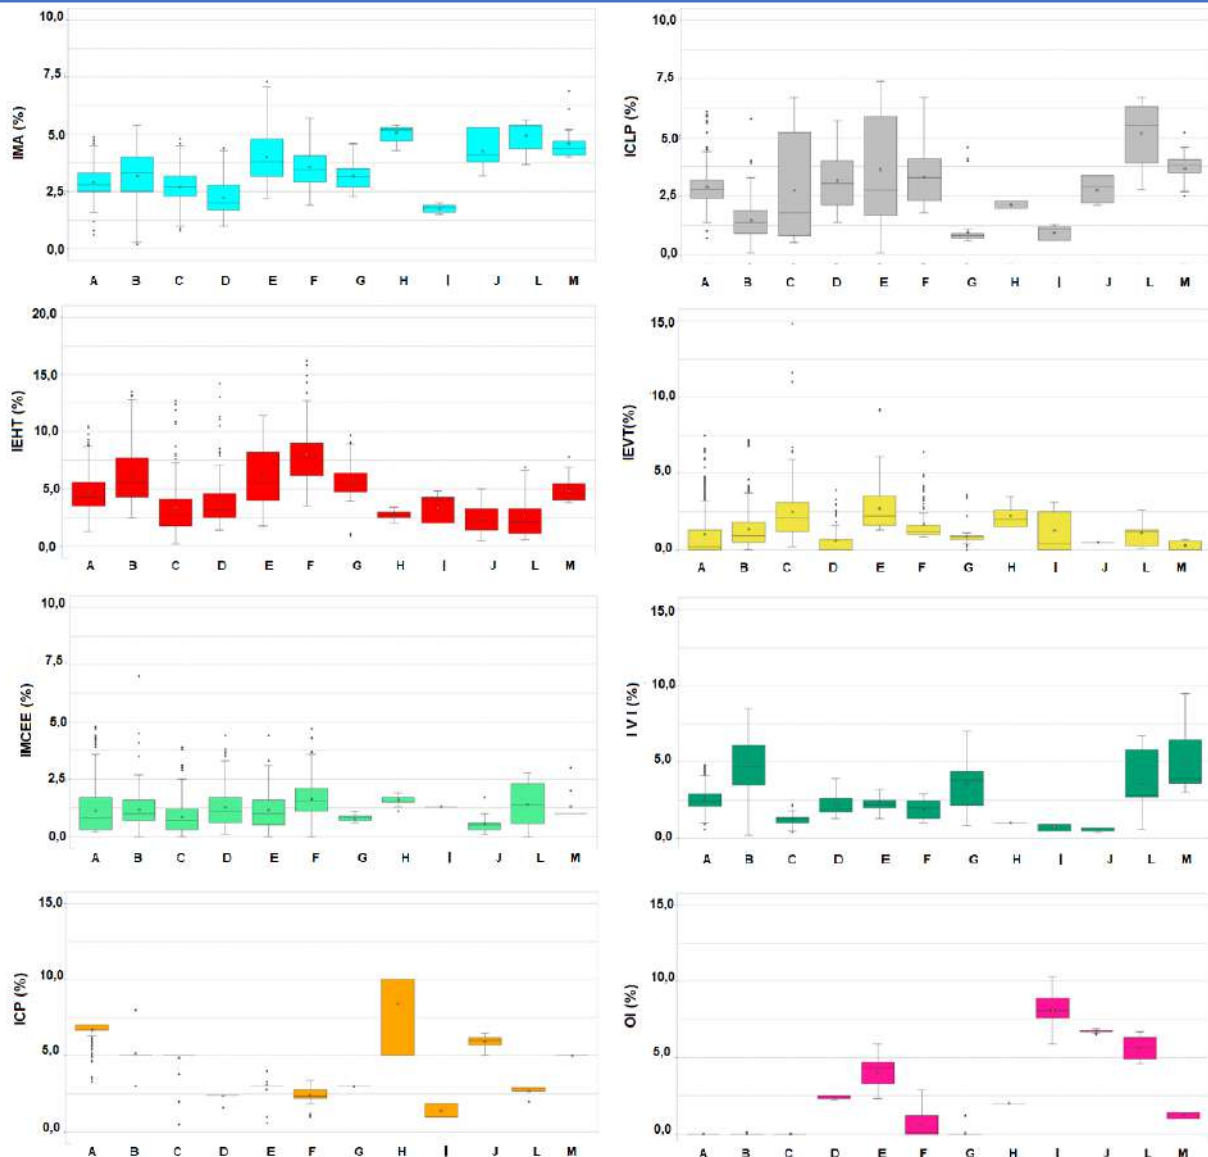 10,0
7,5
5,0
2,5
0,0
IMA (%)
A B C D E F G H I J L M
10,0
7,5
5,0
2,5
0,0
ICLP (%)
A B C D E F G H I J L M
20,0
15,0
10,0
5,0
0,0
IEHT (%)
A B C D E F G H I J L M
15,0
10,0
5,0
0,0
IEVT(%)
A B C D E F G H I J L M
10,0
7,5
5,0
2,5
0,0
IMCEE (%)
A B C D E F G H I J L M
15,0
10,0
5,0
0,0
I V I (%)
A B C D E F G H I J L M
15,0
10,0
5,0
0,0
ICP (%)
A B C D E F G H I J L M
15,0
10,0
5,0
0,0
OI (%)
A B C D E F G H I J L M